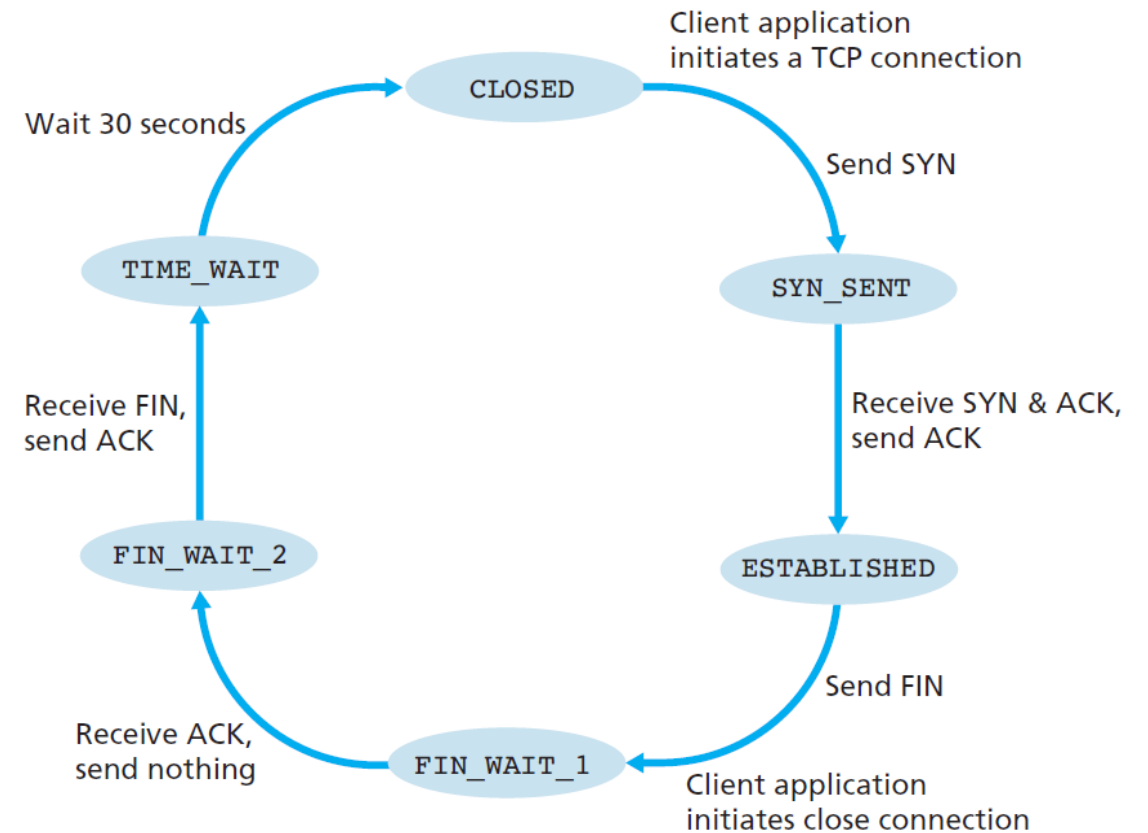 Client application
initiates a TCP connection
CLOSED
Wait 30 seconds
Send SYN
TIME_WAIT
SYN_SENT
Receive FIN,
send ACK
Receive SYN & ACK,
send ACK
FIN_WAIT_2
ESTABLISHED
Send FIN
Receive ACK,
send nothing
FIN_WAIT_1
Client application
initiates close connection